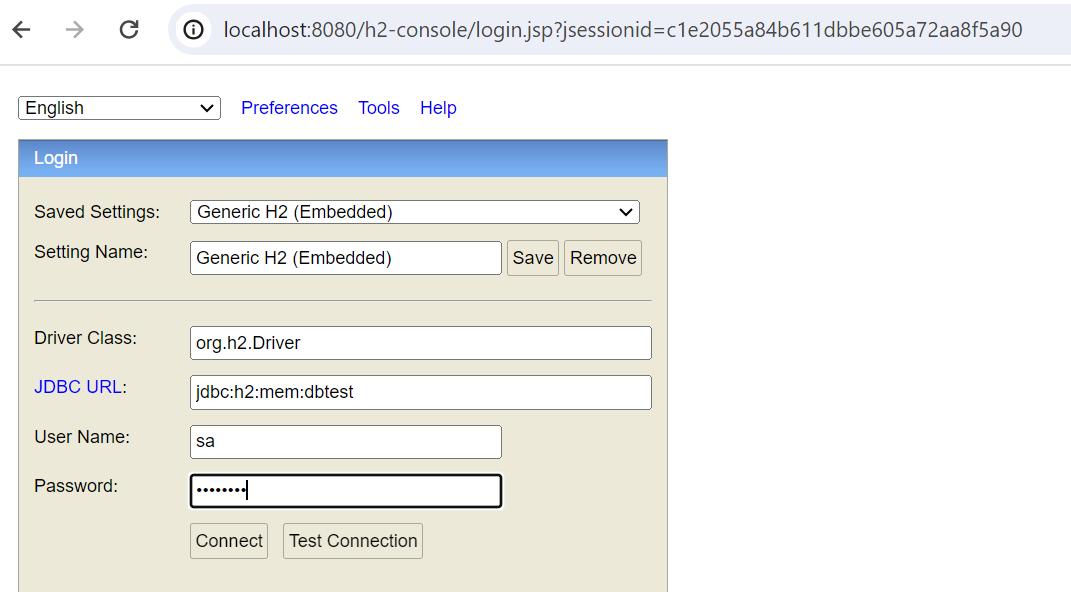 localhost:8080/h2-console/login.jsp?jsessionid=c1e2055a84b611dbbe605a72aa8f5a90
English Preferences Tools Help
Login
Saved Settings: Generic H2 (Embedded)
Setting Name: Generic H2 (Embedded) Save Remove
Driver Class: org.h2.Driver
JDBC URL: jdbc:h2:mem:dbtest
User Name: sa
Password: ••••••••
Connect Test Connection